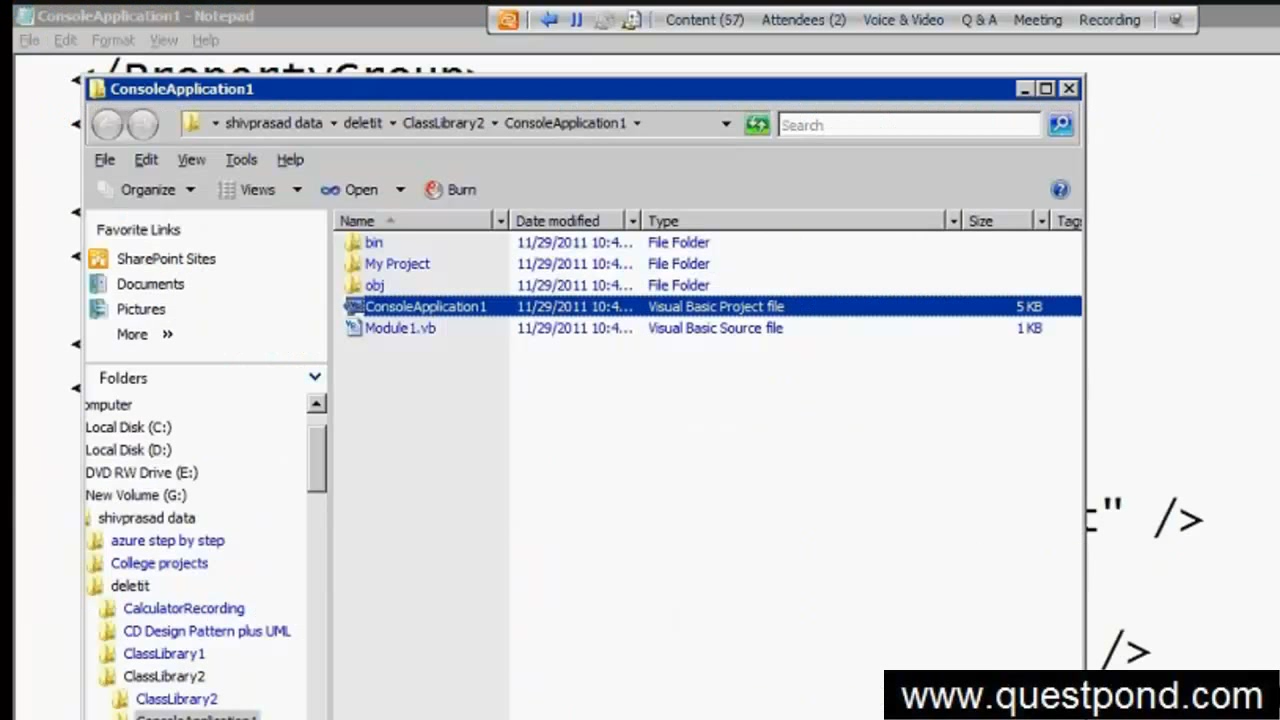 ConsoleApplication1 - Notepad
Content (57) Attendees (2) Voice & Video Q & A Meeting Recording
File Edit Format View Help
</PropertyGroup>
ConsoleApplication1
shivprasad data deletit ClassLibrary2 ConsoleApplication1 Search
File Edit View Tools Help
Organize Views Open Burn
Favorite Links
SharePoint Sites
Documents
Pictures
More »
Name Date modified Type Size Tags
bin 11/29/2011 10:4... File Folder
My Project 11/29/2011 10:4... File Folder
obj 11/29/2011 10:4... File Folder
ConsoleApplication1 11/29/2011 10:4... Visual Basic Project file 5 KB
Module1.vb 11/29/2011 10:4... Visual Basic Source file 1 KB
Folders
omputer
Local Disk (C:)
Local Disk (D:)
DVD RW Drive (E:)
New Volume (G:)
shivprasad data
azure step by step
College projects
deletit
CalculatorRecording
CD Design Pattern plus UML
ClassLibrary1
ClassLibrary2
ClassLibrary2
ConsoleApplication1
" />
/>
www.questpond.com